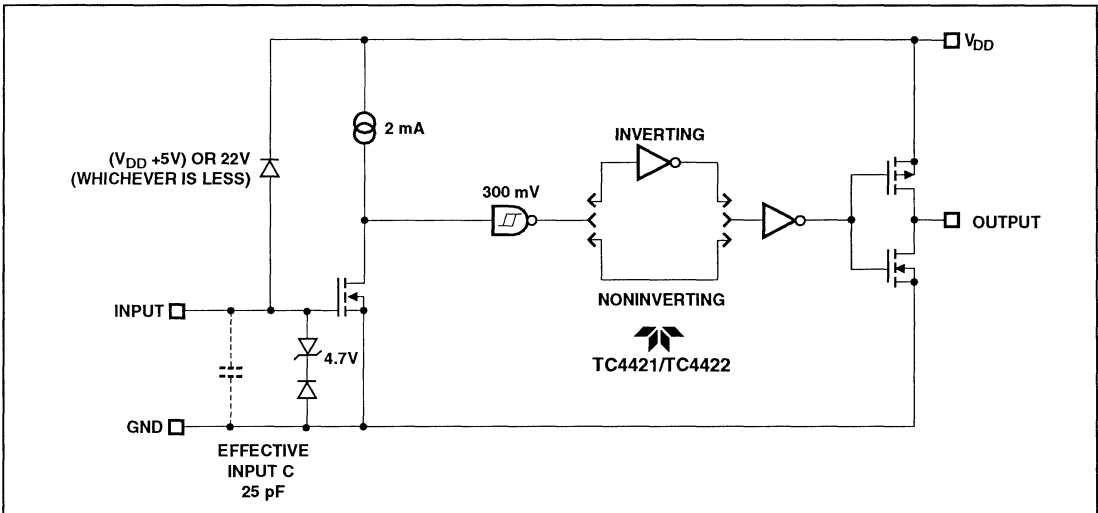 V_DD
2 mA
(V_DD +5V) OR 22V
(WHICHEVER IS LESS)
INVERTING
300 mV
OUTPUT
INPUT
NONINVERTING
4.7V
TC4421/TC4422
GND
EFFECTIVE
INPUT C
25 pF